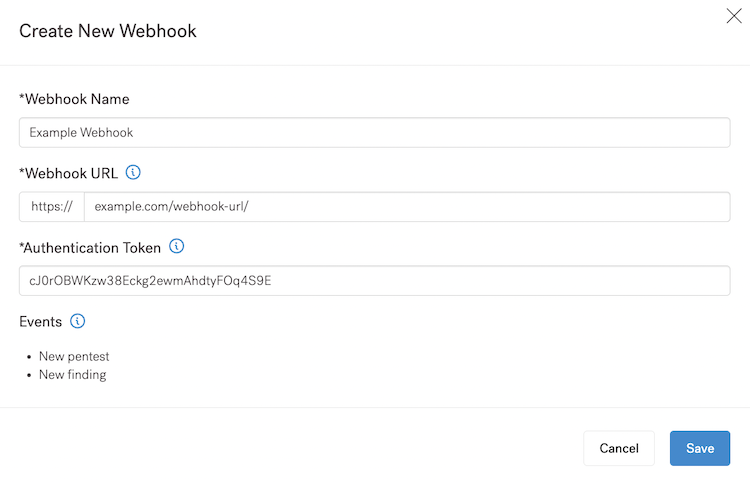 Create New Webhook
*Webhook Name
Example Webhook
*Webhook URL
https:// example.com/webhook-url/
*Authentication Token
cJ0rOBWKzw38Eckg2ewmAhdtyFOq4S9E
Events
• New pentest
• New finding
Cancel Save